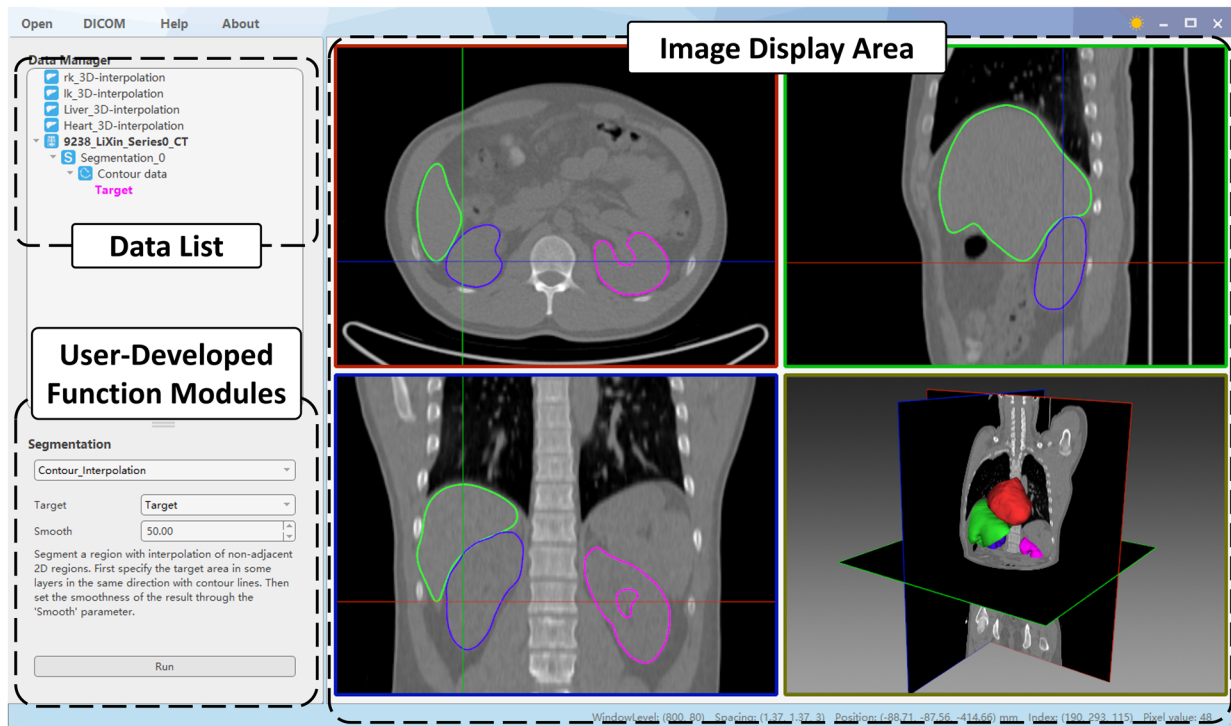 Open DICOM Help About
Image Display Area
Data Manager
rk_3D-interpolation
lk_3D-interpolation
Liver_3D-interpolation
Heart_3D-interpolation
9238_LiXin_Series0_CT
S Segmentation_0
Contour data
Target
Data List
User-Developed
Function Modules
Segmentation
Contour_Interpolation
Target Target
Smooth 50.00
Segment a region with interpolation of non-adjacent
2D regions. First specify the target area in some
layers in the same direction with contour lines. Then
set the smoothness of the result through the
'Smooth' parameter.
Run
WindowLevel: (800, 80) Spacing: (1.37, 1.37, 3) Position: (-88.71, -87.56, -414.66) mm Index: (190, 293, 115) Pixel value: 48